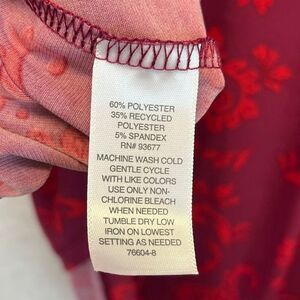 60% POLYESTER
35% RECYCLED
POLYESTER
5% SPANDEX
RN# 93677
MACHINE WASH COLD
GENTLE CYCLE
WITH LIKE COLORS
USE ONLY NON-
CHLORINE BLEACH
WHEN NEEDED
TUMBLE DRY LOW
IRON ON LOWEST
SETTING AS NEEDED
76604-8